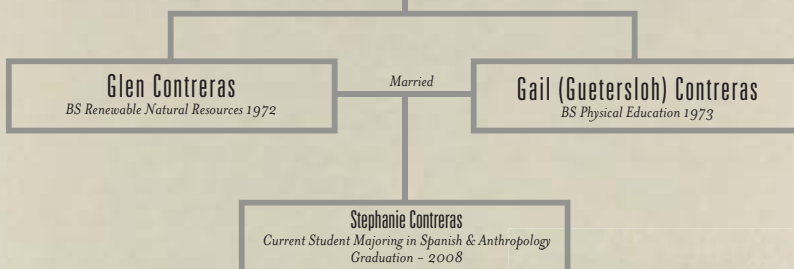 Glen Contreras
BS Renewable Natural Resources 1972
Married
Gail (Guetersloh) Contreras
BS Physical Education 1973
Stephanie Contreras
Current Student Majoring in Spanish & Anthropology
Graduation – 2008